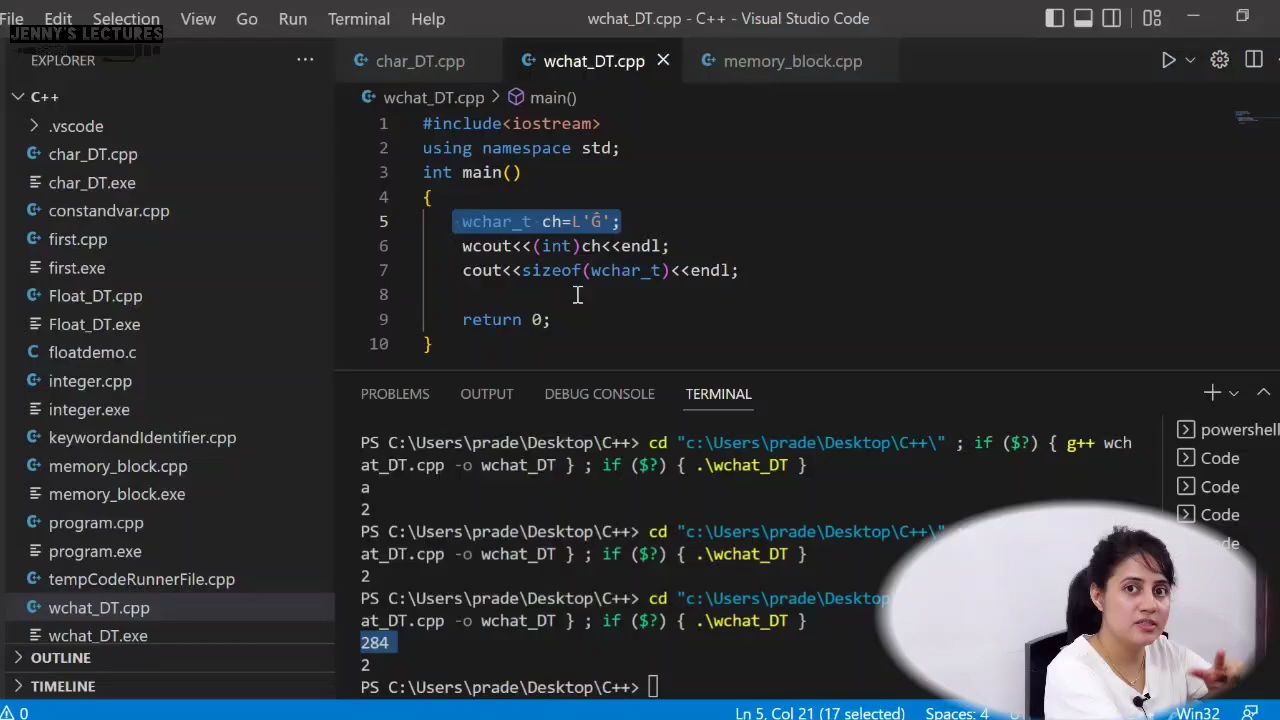 File Edit Selection View Go Run Terminal Help wchat_DT.cpp - C++ - Visual Studio Code
JENNY'S LECTURES
EXPLORER
C++
.vscode
char_DT.cpp
char_DT.exe
constandvar.cpp
first.cpp
first.exe
Float_DT.cpp
Float_DT.exe
floatdemo.c
integer.cpp
integer.exe
keywordandIdentifier.cpp
memory_block.cpp
memory_block.exe
program.cpp
program.exe
tempCodeRunnerFile.cpp
wchat_DT.cpp
wchat_DT.exe
OUTLINE
TIMELINE
char_DT.cpp wchat_DT.cpp memory_block.cpp
wchat_DT.cpp > main()
1 #include<iostream>
2 using namespace std;
3 int main()
4 {
5 wchar_t ch=L'Ĝ';
6 wcout<<(int)ch<<endl;
7 cout<<sizeof(wchar_t)<<endl;
8
9 return 0;
10 }
PROBLEMS OUTPUT DEBUG CONSOLE TERMINAL
PS C:\Users\prade\Desktop\C++> cd "c:\Users\prade\Desktop\C++\" ; if ($?) { g++ wch
at_DT.cpp -o wchat_DT } ; if ($?) { .\wchat_DT }
a
2
PS C:\Users\prade\Desktop\C++> cd "c:\Users\prade\Desktop\C++\"
at_DT.cpp -o wchat_DT } ; if ($?) { .\wchat_DT }
2
PS C:\Users\prade\Desktop\C++> cd "c:\Users\prade\Desktop
at_DT.cpp -o wchat_DT } ; if ($?) { .\wchat_DT }
284
2
PS C:\Users\prade\Desktop\C++>
powershell
Code
Code
Code
0 Ln 5, Col 21 (17 selected) Spaces: 4 Win32